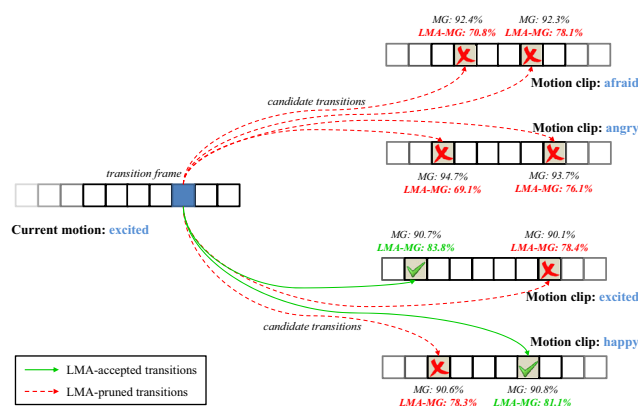 MG: 92.4% MG: 92.3%
LMA-MG: 70.8% LMA-MG: 78.1%
Motion clip: afraid
candidate transitions
Motion clip: angry
transition frame
MG: 94.7% MG: 93.7%
LMA-MG: 69.1% LMA-MG: 76.1%
Current motion: excited
MG: 90.7% MG: 90.1%
LMA-MG: 83.8% LMA-MG: 78.4%
Motion clip: excited
candidate transitions
Motion clip: happy
LMA-accepted transitions
LMA-pruned transitions
MG: 90.6% MG: 90.8%
LMA-MG: 78.3% LMA-MG: 81.1%